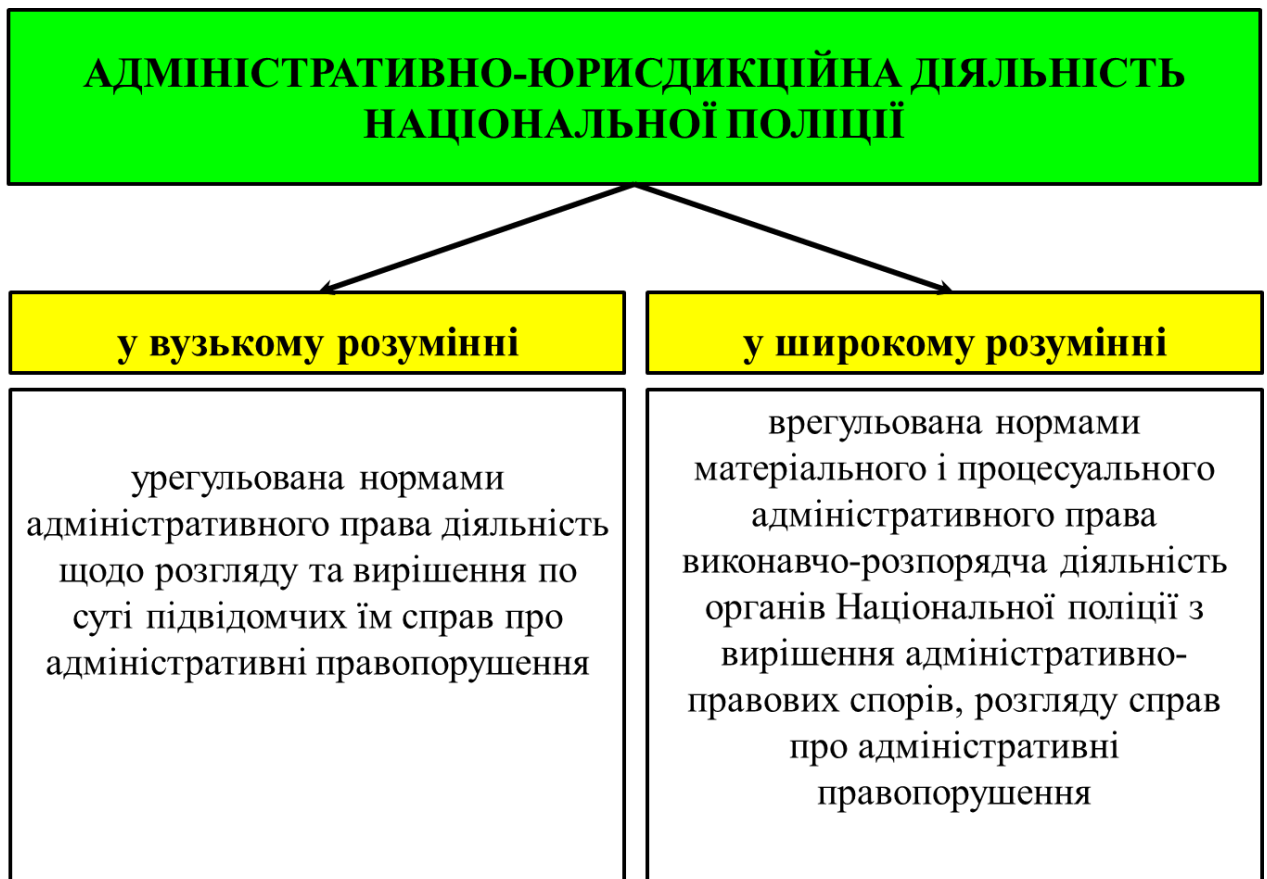 АДМІНІСТРАТИВНО-ЮРИСДИКЦІЙНА ДІЯЛЬНІСТЬ
НАЦІОНАЛЬНОЇ ПОЛІЦІЇ
у вузькому розумінні
урегульована нормами
адміністративного права діяльність
щодо розгляду та вирішення по
суті підвідомчих їм справ про
адміністративні правопорушення
у широкому розумінні
врегульована нормами
матеріального і процесуального
адміністративного права
виконавчо-розпорядча діяльність
органів Національної поліції з
вирішення адміністративно-
правових спорів, розгляду справ
про адміністративні
правопорушення